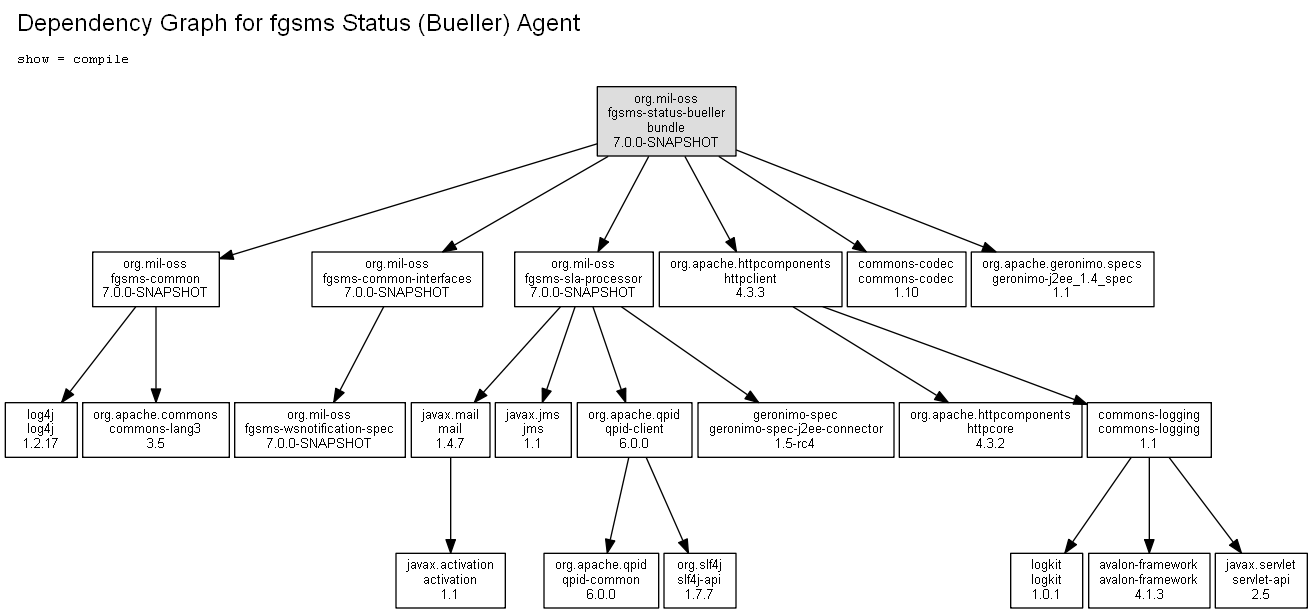 Dependency Graph for fgsms Status (Bueller) Agent
show = compile
org.mil-oss
fgsms-status-bueller
bundle
7.0.0-SNAPSHOT
org.mil-oss
fgsms-common
7.0.0-SNAPSHOT
org.mil-oss
fgsms-common-interfaces
7.0.0-SNAPSHOT
org.mil-oss
fgsms-sla-processor
7.0.0-SNAPSHOT
org.apache.httpcomponents
httpclient
4.3.3
commons-codec
commons-codec
1.10
org.apache.geronimo.specs
geronimo-j2ee_1.4_spec
1.1
log4j
log4j
1.2.17
org.apache.commons
commons-lang3
3.5
org.mil-oss
fgsms-wsnotification-spec
7.0.0-SNAPSHOT
javax.mail
mail
1.4.7
javax.jms
jms
1.1
org.apache.qpid
qpid-client
6.0.0
geronimo-spec
geronimo-spec-j2ee-connector
1.5-rc4
org.apache.httpcomponents
httpcore
4.3.2
commons-logging
commons-logging
1.1
javax.activation
activation
1.1
org.apache.qpid
qpid-common
6.0.0
org.slf4j
slf4j-api
1.7.7
logkit
logkit
1.0.1
avalon-framework
avalon-framework
4.1.3
javax.servlet
servlet-api
2.5